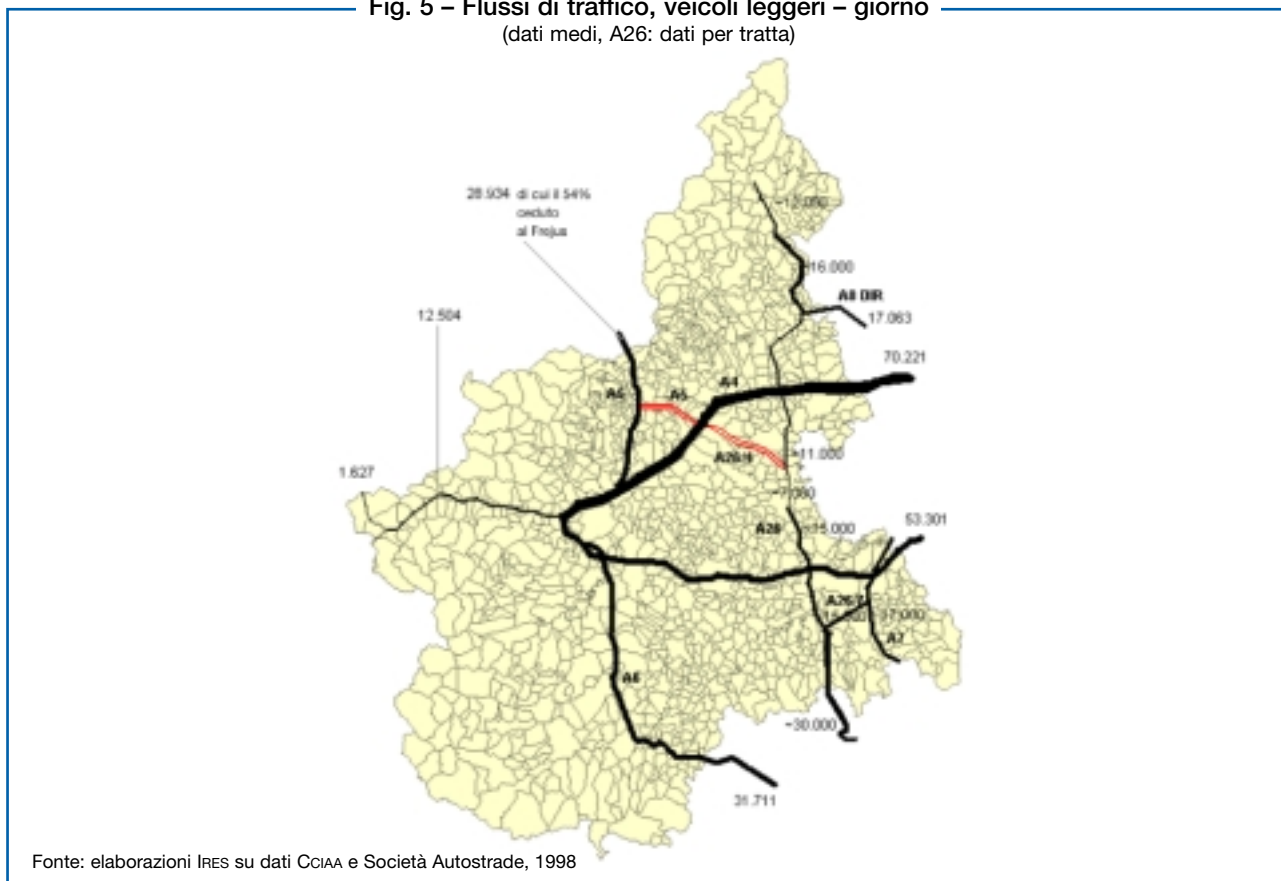 Fig. 5 – Flussi di traffico, veicoli leggeri – giorno
(dati medi, A26: dati per tratta)
28.934 di cui il 54%
ceduto
al Frejus
~12.000
~16.000
A8 DIR
17.063
12.504
70.221
A4
A5
A5
A26/4
~11.000
1.627
~7.000
A26
~15.000
53.301
A26/7
17.000
A7
A6
~30.000
31.711
Fonte: elaborazioni IRES su dati CCIAA e Società Autostrade, 1998